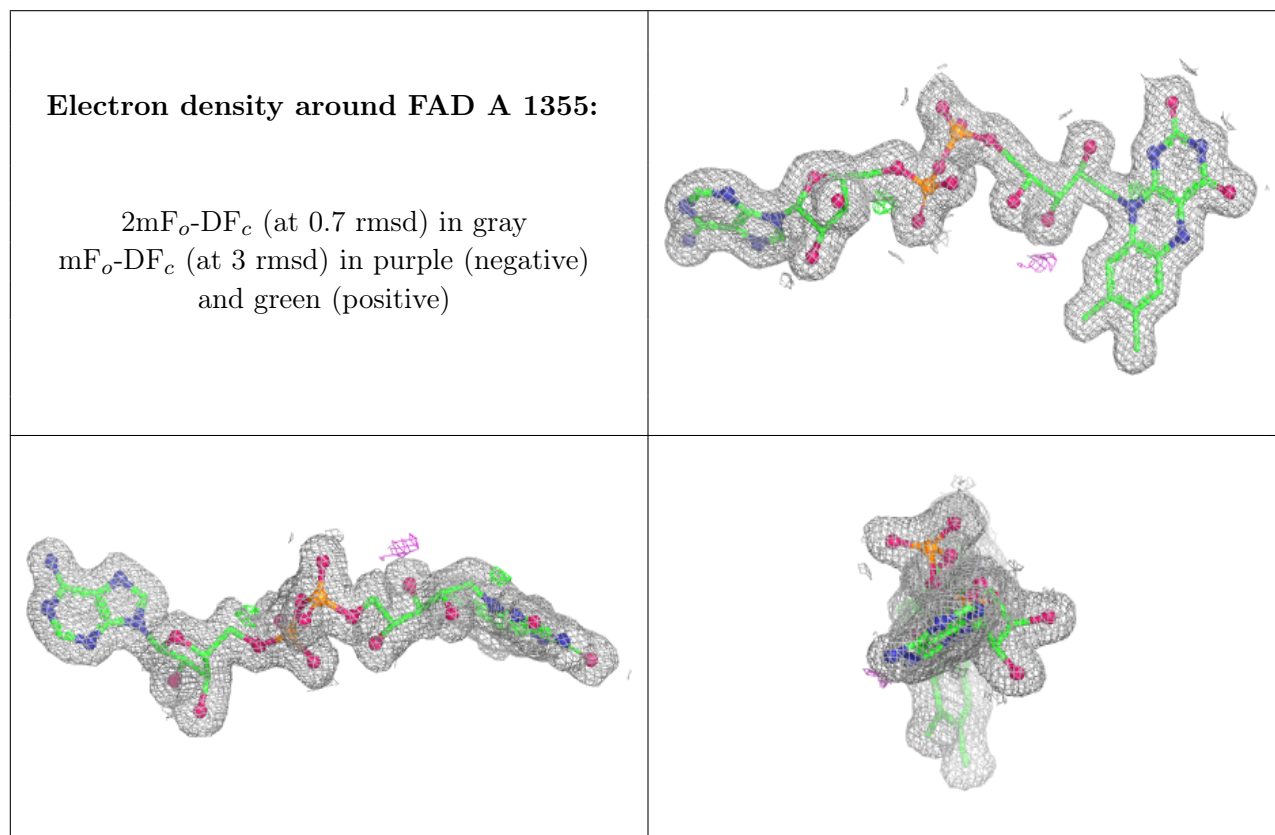 Electron density around FAD A 1355:
2mFo-DFc (at 0.7 rmsd) in gray
mFo-DFc (at 3 rmsd) in purple (negative)
and green (positive)